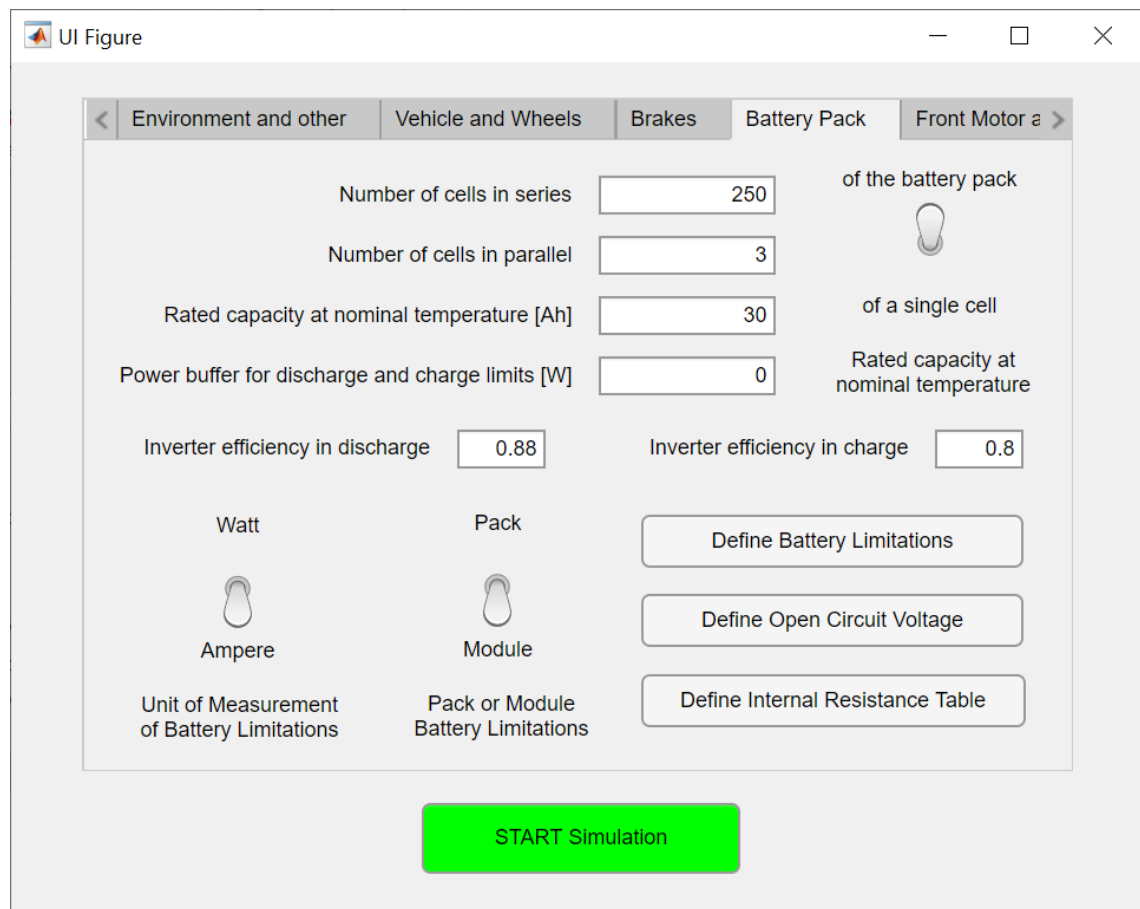 UI Figure
Environment and other
Vehicle and Wheels
Brakes
Battery Pack
Front Motor a
Number of cells in series
250
of the battery pack
Number of cells in parallel
3
Rated capacity at nominal temperature [Ah]
30
of a single cell
Power buffer for discharge and charge limits [W]
0
Rated capacity at
nominal temperature
Inverter efficiency in discharge
0.88
Inverter efficiency in charge
0.8
Watt
Pack
Define Battery Limitations
Define Open Circuit Voltage
Ampere
Module
Unit of Measurement
of Battery Limitations
Pack or Module
Battery Limitations
Define Internal Resistance Table
START Simulation